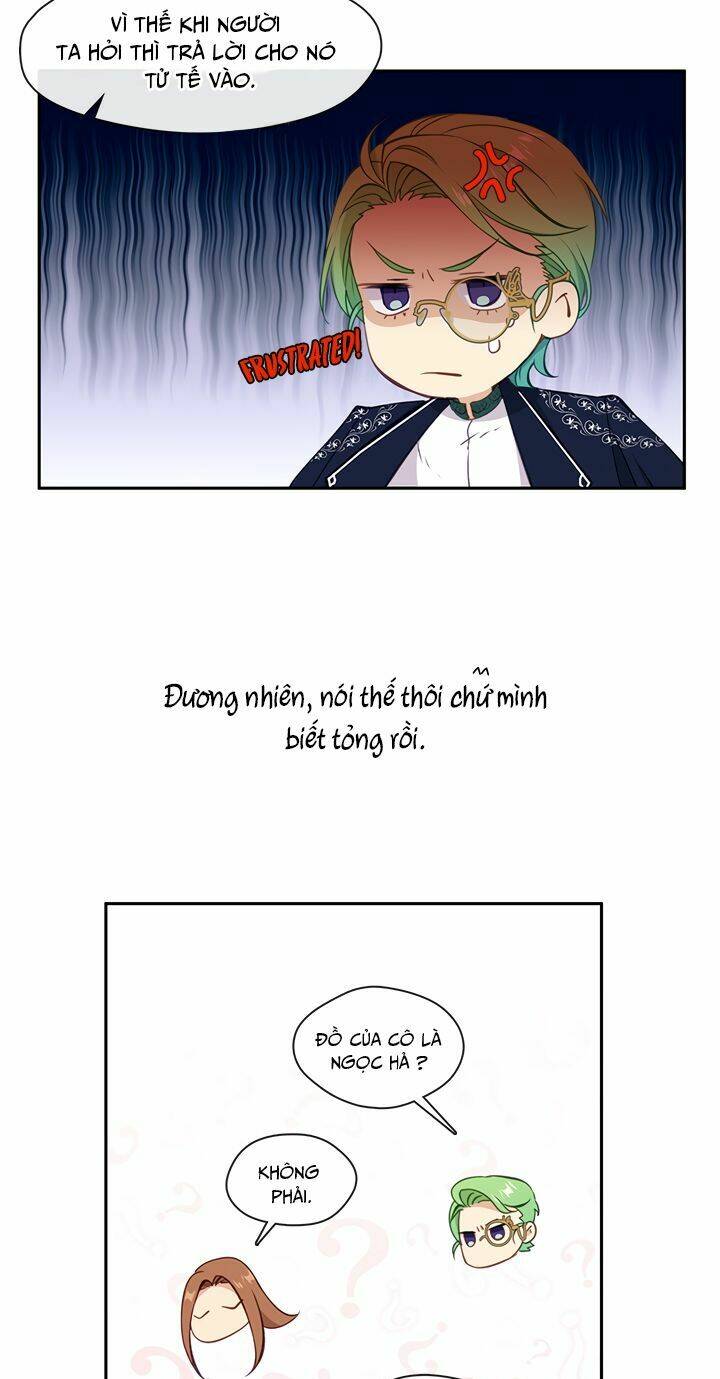 VÌ THẾ KHI NGƯỜI
TA HỎI THÌ TRẢ LỜI CHO NÓ
TỬ TẾ VÀO.
FRUSTRATED!
Đương nhiên, nói thế thôi chứ mình
biết tỏng rồi.
ĐỒ CỦA CÔ LÀ
NGỌC HÀ ?
KHÔNG
PHẢI.